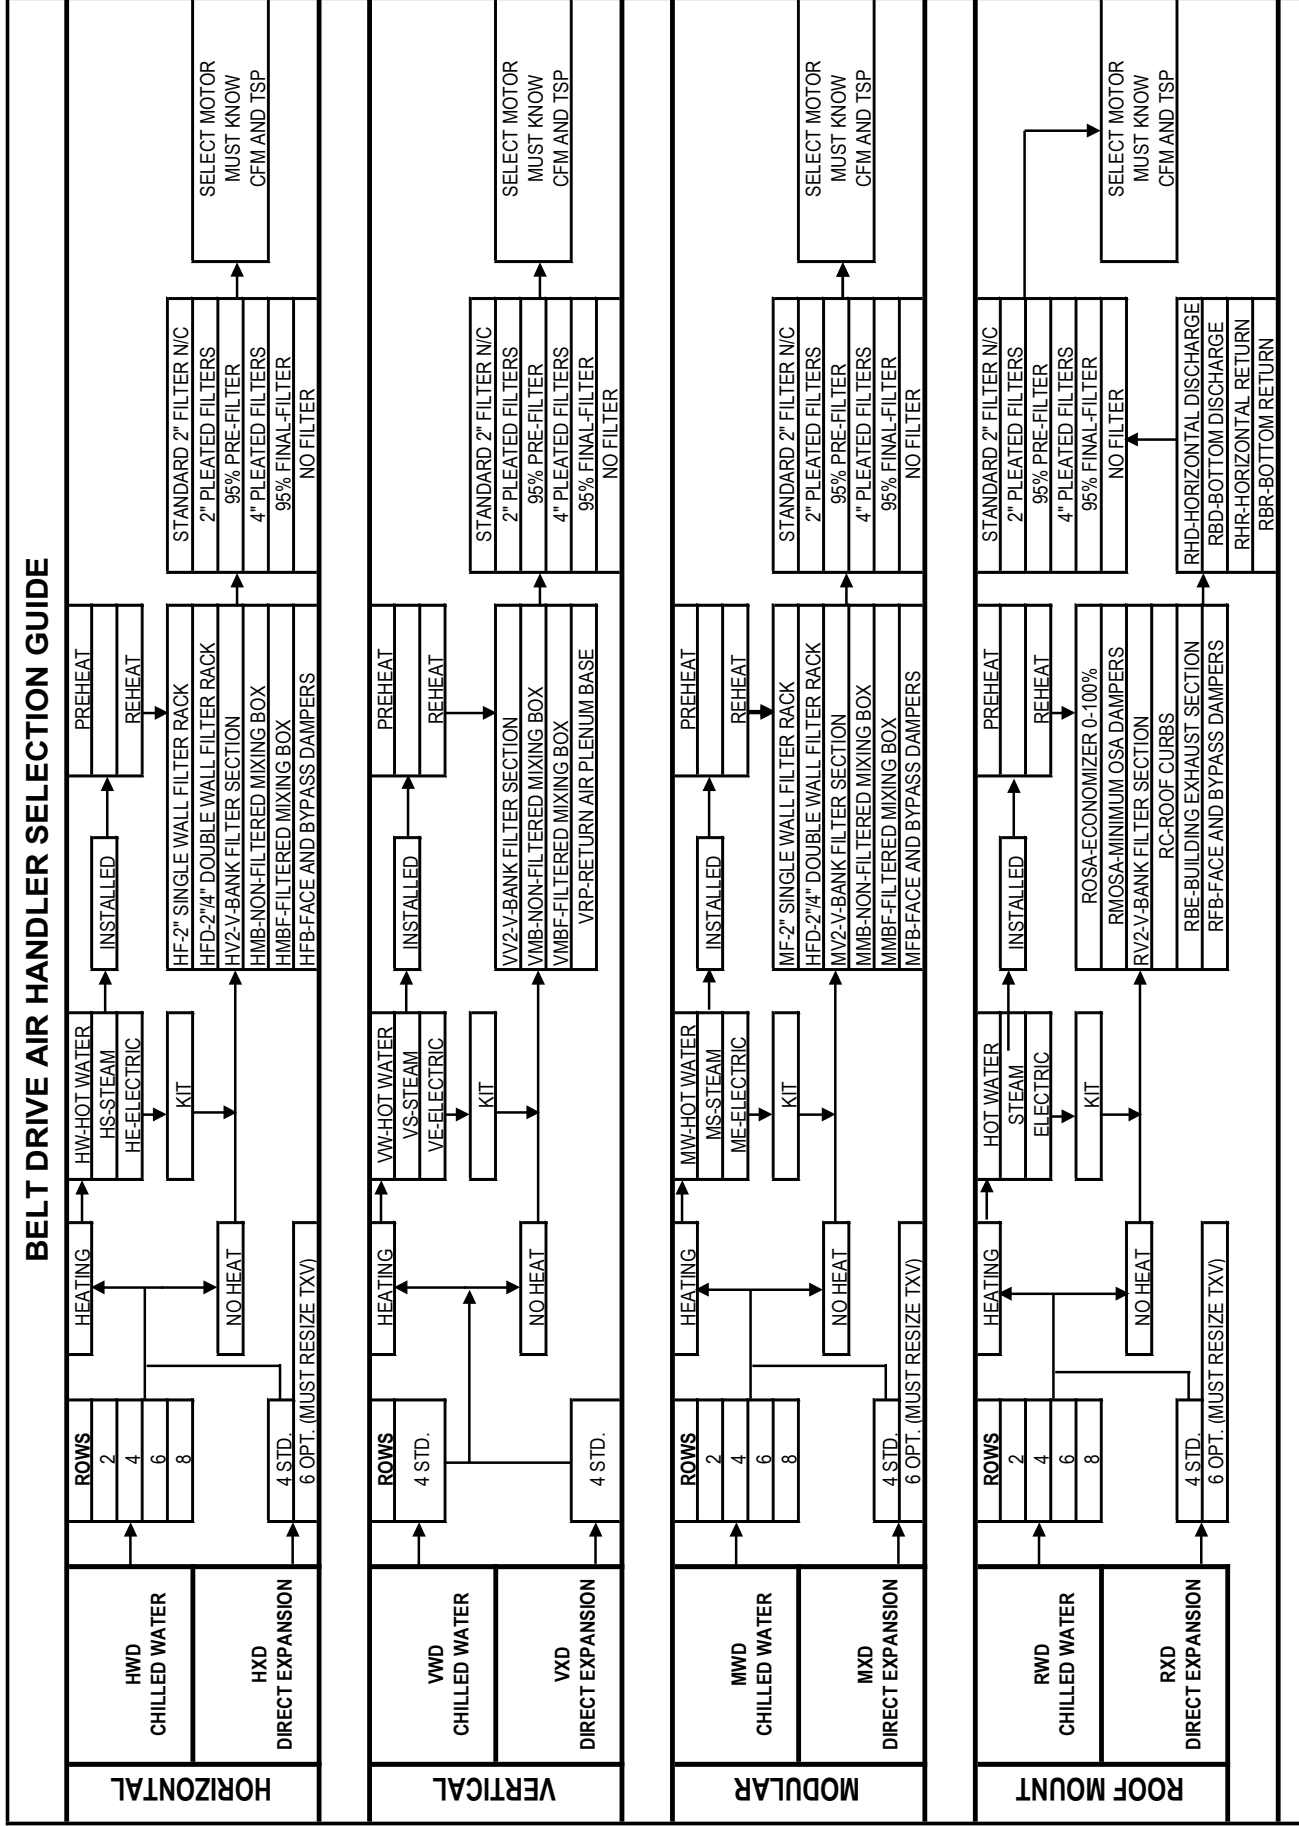 BELT DRIVE AIR HANDLER SELECTION GUIDE
HORIZONTAL
HWD
CHILLED WATER
HXD
DIRECT EXPANSION
ROWS
2
4
6
8
4 STD.
6 OPT. (MUST RESIZE TXV)
HEATING
NO HEAT
HW-HOT WATER
HS-STEAM
HE-ELECTRIC
KIT
INSTALLED
PREHEAT
REHEAT
HF-2" SINGLE WALL FILTER RACK
HFD-2"/4" DOUBLE WALL FILTER RACK
HV2-V-BANK FILTER SECTION
HMB-NON-FILTERED MIXING BOX
HMBF-FILTERED MIXING BOX
HFB-FACE AND BYPASS DAMPERS
STANDARD 2" FILTER N/C
2" PLEATED FILTERS
95% PRE-FILTER
4" PLEATED FILTERS
95% FINAL-FILTER
NO FILTER
SELECT MOTOR
MUST KNOW
CFM AND TSP
VERTICAL
VWD
CHILLED WATER
VXD
DIRECT EXPANSION
ROWS
4 STD.
4 STD.
HEATING
NO HEAT
VW-HOT WATER
VS-STEAM
VE-ELECTRIC
KIT
INSTALLED
PREHEAT
REHEAT
VV2-V-BANK FILTER SECTION
VMB-NON-FILTERED MIXING BOX
VMBF-FILTERED MIXING BOX
VRP-RETURN AIR PLENUM BASE
STANDARD 2" FILTER N/C
2" PLEATED FILTERS
95% PRE-FILTER
4" PLEATED FILTERS
95% FINAL-FILTER
NO FILTER
SELECT MOTOR
MUST KNOW
CFM AND TSP
MODULAR
MWD
CHILLED WATER
MXD
DIRECT EXPANSION
ROWS
2
4
6
8
4 STD.
6 OPT. (MUST RESIZE TXV)
HEATING
NO HEAT
MW-HOT WATER
MS-STEAM
ME-ELECTRIC
KIT
INSTALLED
PREHEAT
REHEAT
MF-2" SINGLE WALL FILTER RACK
HFD-2"/4" DOUBLE WALL FILTER RACK
MV2-V-BANK FILTER SECTION
MMB-NON-FILTERED MIXING BOX
MMBF-FILTERED MIXING BOX
MFB-FACE AND BYPASS DAMPERS
STANDARD 2" FILTER N/C
2" PLEATED FILTERS
95% PRE-FILTER
4" PLEATED FILTERS
95% FINAL-FILTER
NO FILTER
SELECT MOTOR
MUST KNOW
CFM AND TSP
ROOF MOUNT
RWD
CHILLED WATER
RXD
DIRECT EXPANSION
ROWS
2
4
6
8
4 STD.
6 OPT. (MUST RESIZE TXV)
HEATING
NO HEAT
HOT WATER
STEAM
ELECTRIC
KIT
INSTALLED
PREHEAT
REHEAT
ROSA-ECONOMIZER 0-100%
RMOSA-MINIMUM OSA DAMPERS
RV2-V-BANK FILTER SECTION
RC-ROOF CURBS
RBE-BUILDING EXHAUST SECTION
RFB-FACE AND BYPASS DAMPERS
STANDARD 2" FILTER N/C
2" PLEATED FILTERS
95% PRE-FILTER
4" PLEATED FILTERS
95% FINAL-FILTER
NO FILTER
RHD-HORIZONTAL DISCHARGE
RBD-BOTTOM DISCHARGE
RHR-HORIZONTAL RETURN
RBR-BOTTOM RETURN
SELECT MOTOR
MUST KNOW
CFM AND TSP